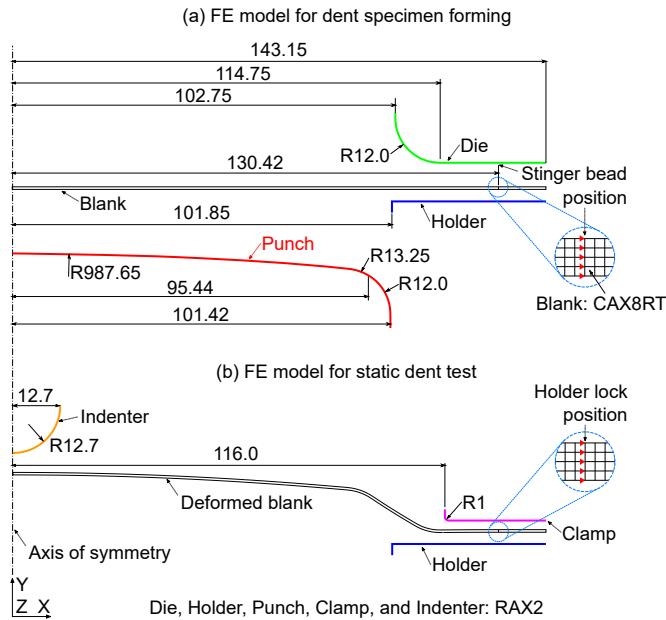 (a) FE model for dent specimen forming
143.15
114.75
102.75
R12.0
Die
130.42
Stinger bead
position
Blank
101.85
Holder
Punch
R13.25
R987.65
95.44
R12.0
Blank: CAX8RT
101.42
(b) FE model for static dent test
12.7
Indenter
Holder lock
position
R12.7
116.0
R1
Deformed blank
Clamp
Axis of symmetry
Holder
Y
Z X
Die, Holder, Punch, Clamp, and Indenter: RAX2